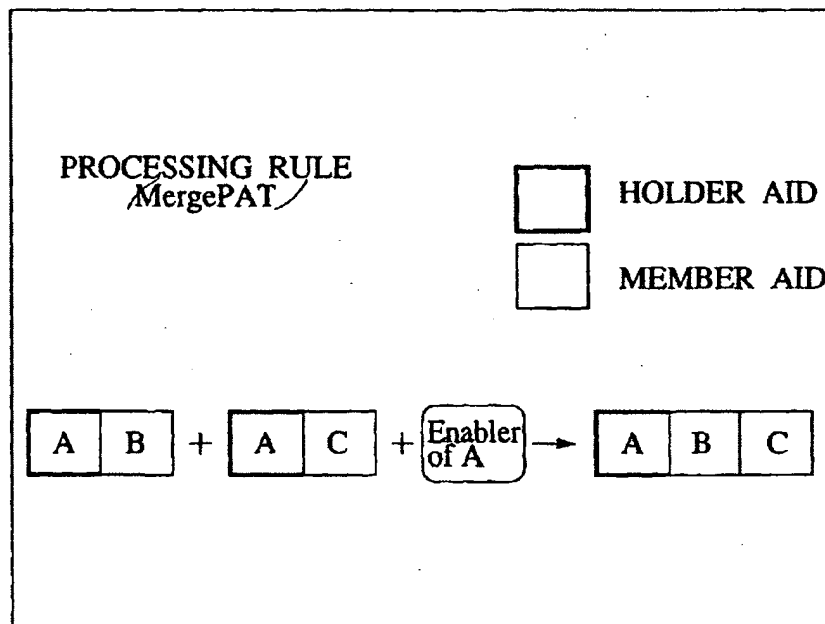 PROCESSING RULE
MergePAT
HOLDER AID
MEMBER AID
A B + A C + Enabler of A → A B C